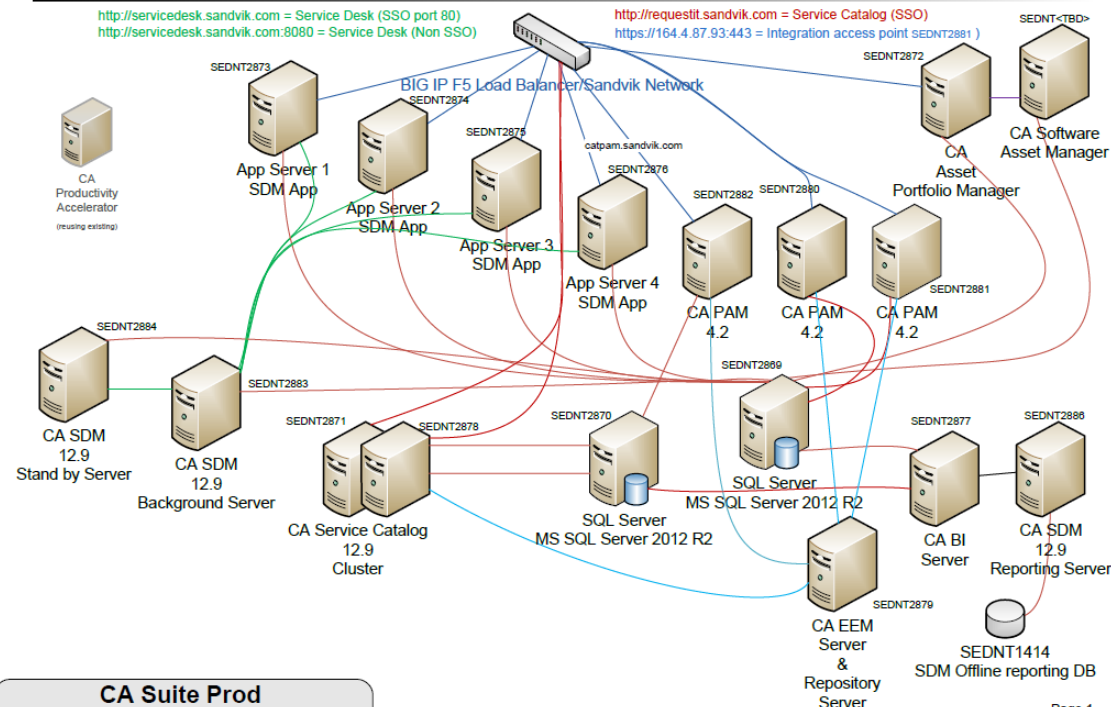 http://servicedesk.sandvik.com = Service Desk (SSO port 80)
http://servicedesk.sandvik.com:8080 = Service Desk (Non SSO)
http://requestit.sandvik.com = Service Catalog (SSO)
https://164.4.87.93:443 = Integration access point SEDNT2881 )
SEDNT<TBD>
SEDNT2873
SEDNT2872
BIG IP F5 Load Balancer/Sandvik Network
SEDNT2874
SEDNT2875
catpam.sandvik.com
CA Software
Asset Manager
CA
Asset
Portfolio Manager
CA
Productivity
Accelerator
(reusing existing)
App Server 1
SDM App
SEDNT2876
SEDNT2882
SEDNT2880
App Server 2
SDM App
App Server 3
SDM App
App Server 4
SDM App
SEDNT2881
CA PAM
4.2
CA PAM
4.2
CA PAM
4.2
SEDNT2884
SEDNT2883
SEDNT2869
SEDNT2871
SEDNT2878
SEDNT2870
SEDNT2877
SEDNT2886
CA SDM
12.9
Stand by Server
CA SDM
12.9
Background Server
CA Service Catalog
12.9
Cluster
SQL Server
MS SQL Server 2012 R2
SQL Server
MS SQL Server 2012 R2
CA BI
Server
CA SDM
12.9
Reporting Server
SEDNT2879
CA EEM
Server
&
Repository
Server
SEDNT1414
SDM Offline reporting DB
CA Suite Prod
Page 1